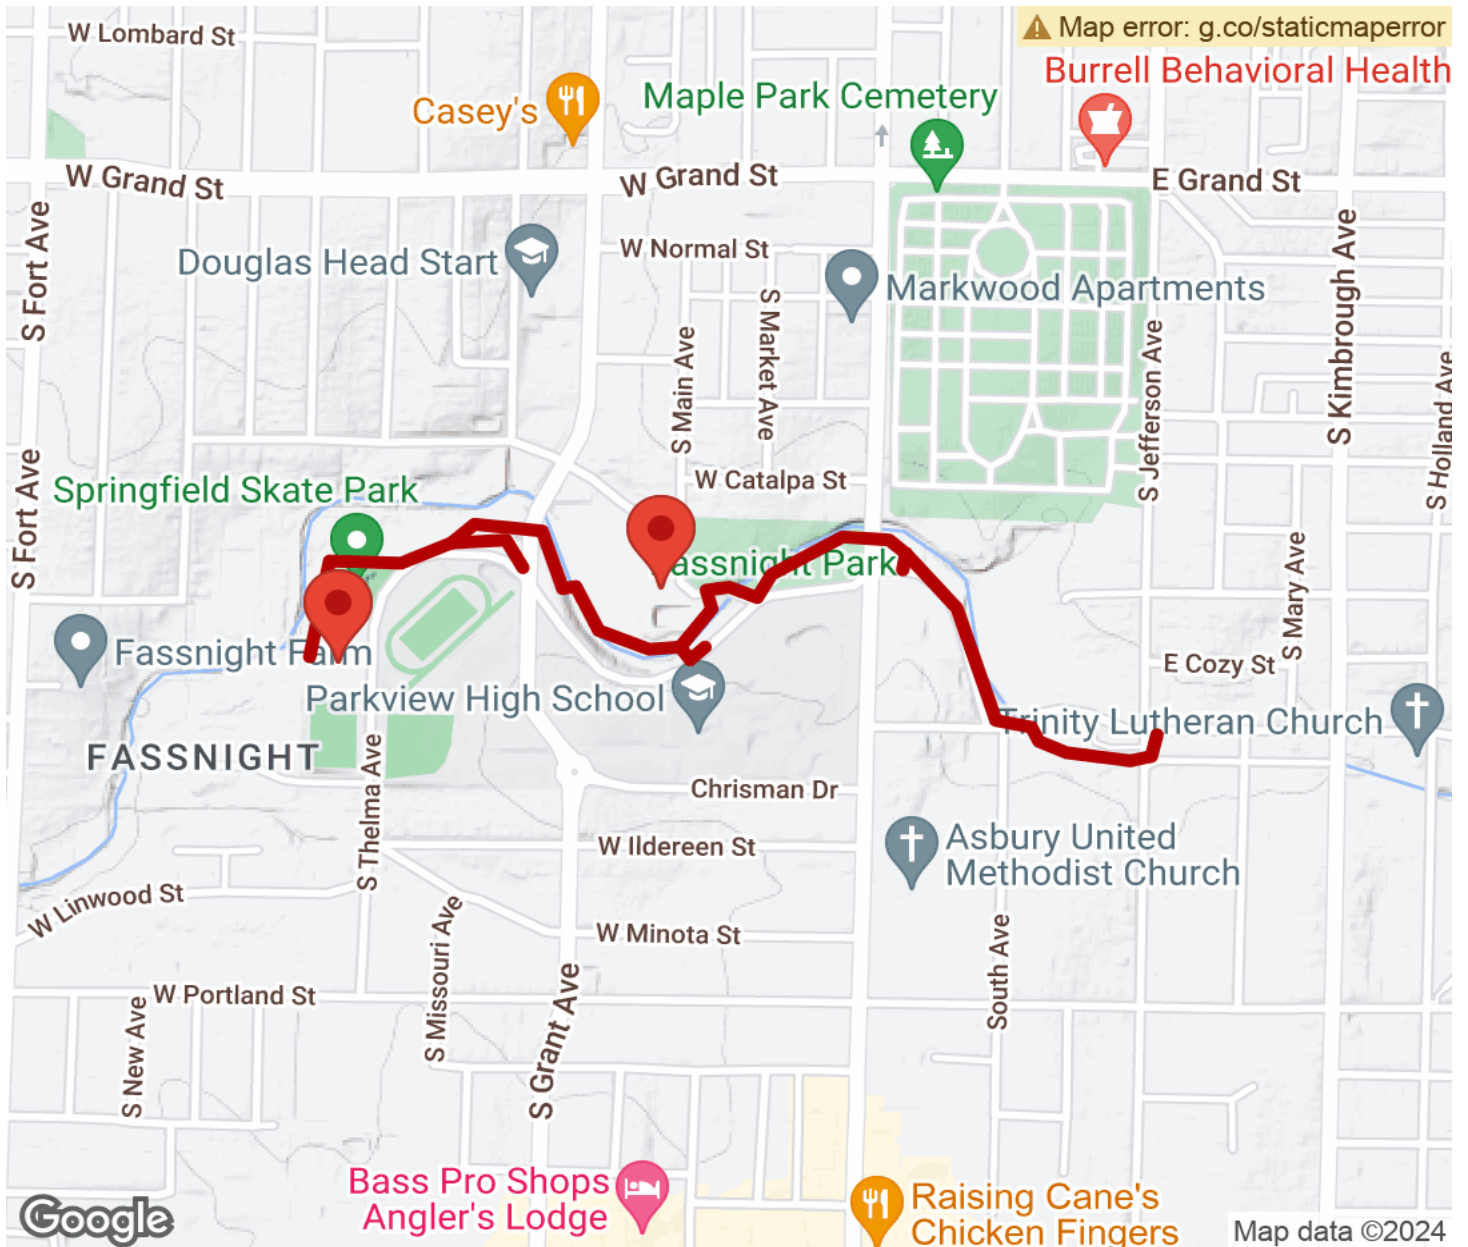 W Lombard St
Map error: g.co/staticmaperror
Burrell Behavioral Health
Casey's
Maple Park Cemetery
W Grand St
W Grand St
E Grand St
S Fort Ave
Douglas Head Start
W Normal St
Markwood Apartments
S Kimbrough Ave
S Market Ave
S Main Ave
S Jefferson Ave
S Holland Ave
S Fort Ave
Springfield Skate Park
W Catalpa St
assnight Park
S Mary Ave
Fassnight Farm
E Cozy St
Parkview High School
Trinity Lutheran Church
FASSNIGHT
S Thelma Ave
Chrisman Dr
W Ildereen St
Asbury United
Methodist Church
W Linwood St
S Missouri Ave
W Minota St
South Ave
W Portland St
S New Ave
S Grant Ave
Bass Pro Shops
Angler's Lodge
Raising Cane's
Chicken Fingers
Google
Map data ©2024